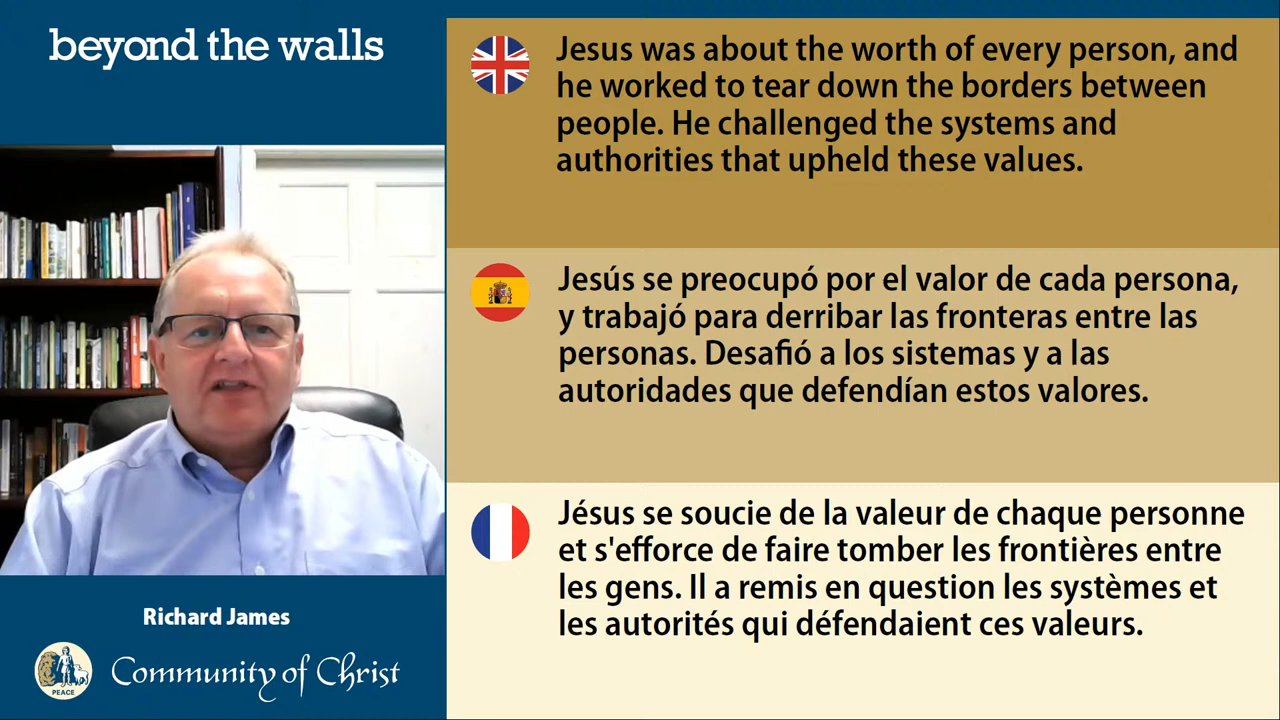 beyond the walls
Jesus was about the worth of every person, and
he worked to tear down the borders between
people. He challenged the systems and
authorities that upheld these values.
Jesús se preocupó por el valor de cada persona,
y trabajó para derribar las fronteras entre las
personas. Desafió a los sistemas y a las
autoridades que defendían estos valores.
Jésus se soucie de la valeur de chaque personne
et s'efforce de faire tomber les frontières entre
les gens. Il a remis en question les systèmes et
les autorités qui défendaient ces valeurs.
Richard James
PEACE
Community of Christ